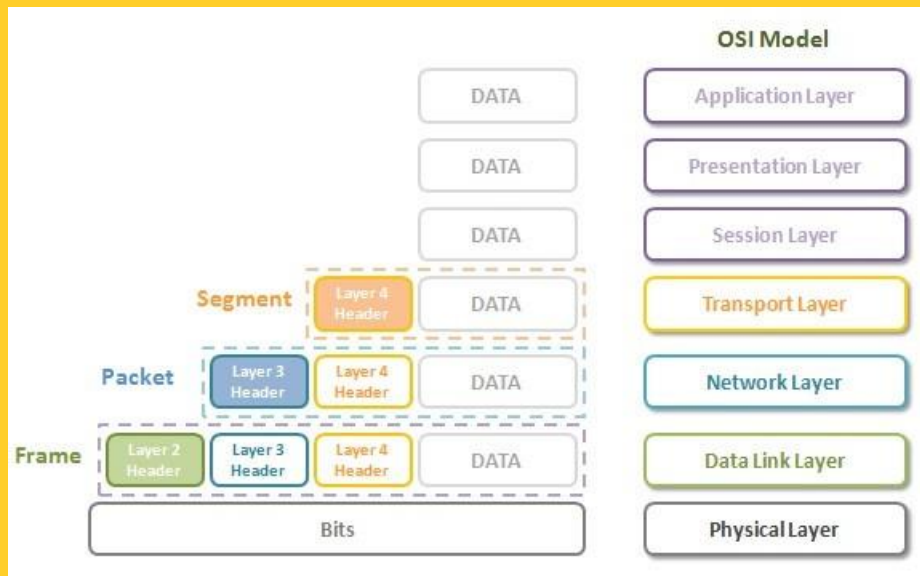 OSI Model
DATA
Application Layer
DATA
Presentation Layer
DATA
Session Layer
Segment
Layer 4
Header
DATA
Transport Layer
Packet
Layer 3
Header
Layer 4
Header
DATA
Network Layer
Frame
Layer 2
Header
Layer 3
Header
Layer 4
Header
DATA
Data Link Layer
Bits
Physical Layer